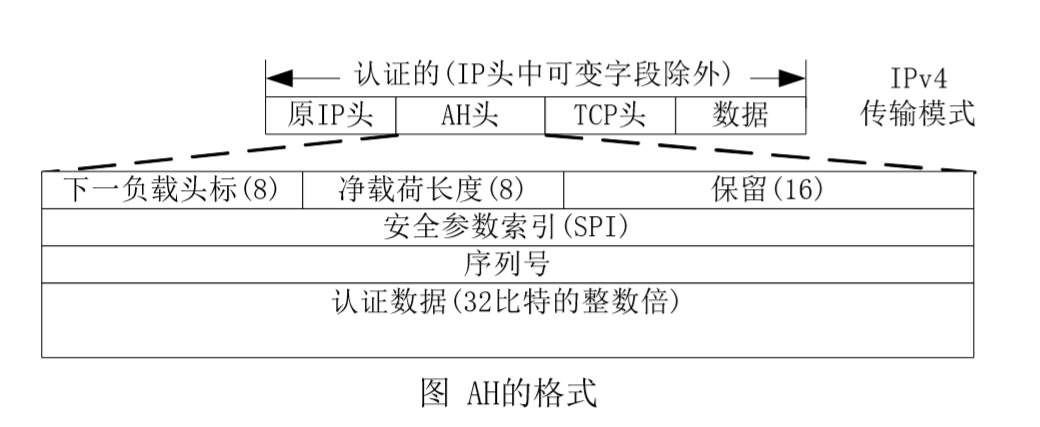 认证的(IP头中可变字段除外)
IPv4
传输模式
原IP头 AH头 TCP头 数据
下一负载头标(8) 净载荷长度(8) 保留(16)
安全参数索引(SPI)
序列号
认证数据(32比特的整数倍)
图 AH的格式